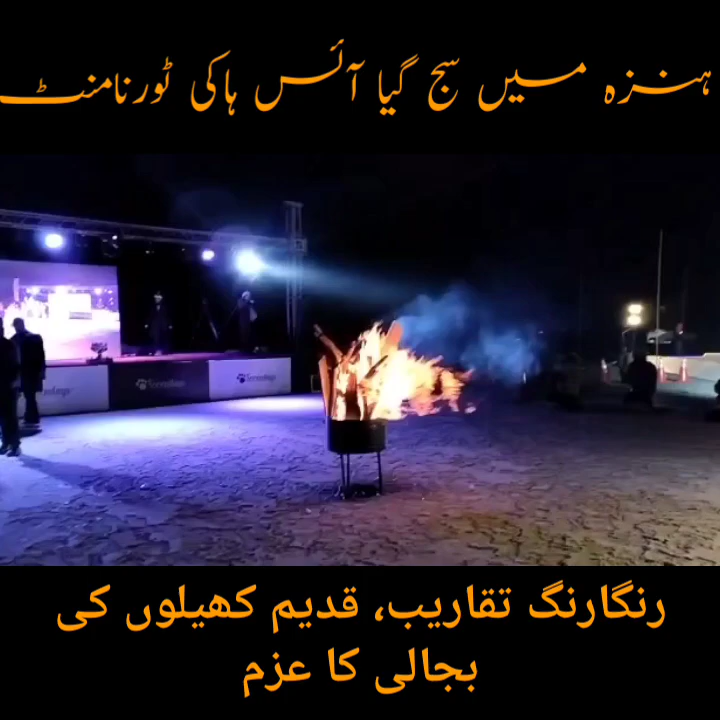 ہنزہ میں سج گیا آئس ہاکی ٹورنامنٹ
رنگارنگ تقاریب، قدیم کھیلوں کی
بجالی کا عزم